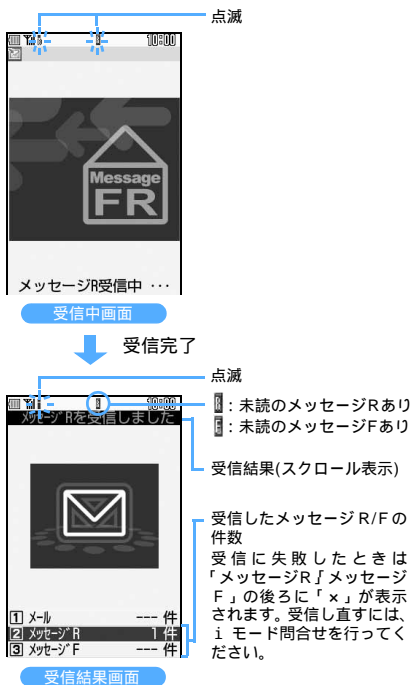 点滅
10:00
Message
FR
メッセージR受信中 ･･･
受信中画面
受信完了
点滅
10:00
メッセージRを受信しました
R：未読のメッセージRあり
F：未読のメッセージFあり
受信結果(スクロール表示)
受信したメッセージR/Fの
件数
受信に失敗したときは
「メッセージR」「メッセージ
F」の後ろに「×」が表示
されます。受信し直すには、
iモード問合せを行ってく
ださい。
1 メール --- 件
2 メッセージR 1件
3 メッセージF --- 件
受信結果画面